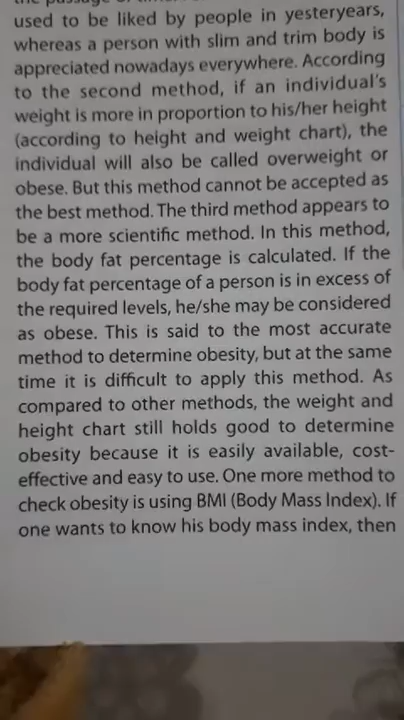 used to be liked by people in yesteryears,
whereas a person with slim and trim body is
appreciated nowadays everywhere. According
to the second method, if an individual's
weight is more in proportion to his/her height
(according to height and weight chart), the
individual will also be called overweight or
obese. But this method cannot be accepted as
the best method. The third method appears to
be a more scientific method. In this method,
the body fat percentage is calculated. If the
body fat percentage of a person is in excess of
the required levels, he/she may be considered
as obese. This is said to the most accurate
method to determine obesity, but at the same
time it is difficult to apply this method. As
compared to other methods, the weight and
height chart still holds good to determine
obesity because it is easily available, cost-
effective and easy to use. One more method to
check obesity is using BMI (Body Mass Index). If
one wants to know his body mass index, then